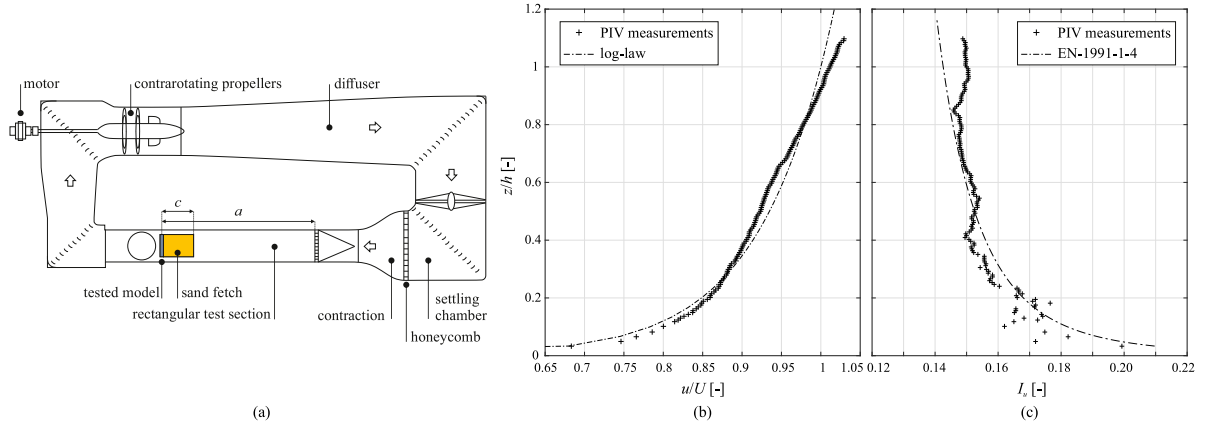 motor
contrarotating propellers
diffuser
c
a
tested model
sand fetch
rectangular test section
contraction
settling
chamber
honeycomb
(a)
1.2
1
0.8
0.6
0.4
0.2
0
z/h [-]
PIV measurements
log-law
0.65
0.7
0.75
0.8
0.85
0.9
0.95
1
1.05
u/U [-]
(b)
PIV measurements
EN-1991-1-4
0.12
0.14
0.16
0.18
0.20
0.22
I_u [-]
(c)